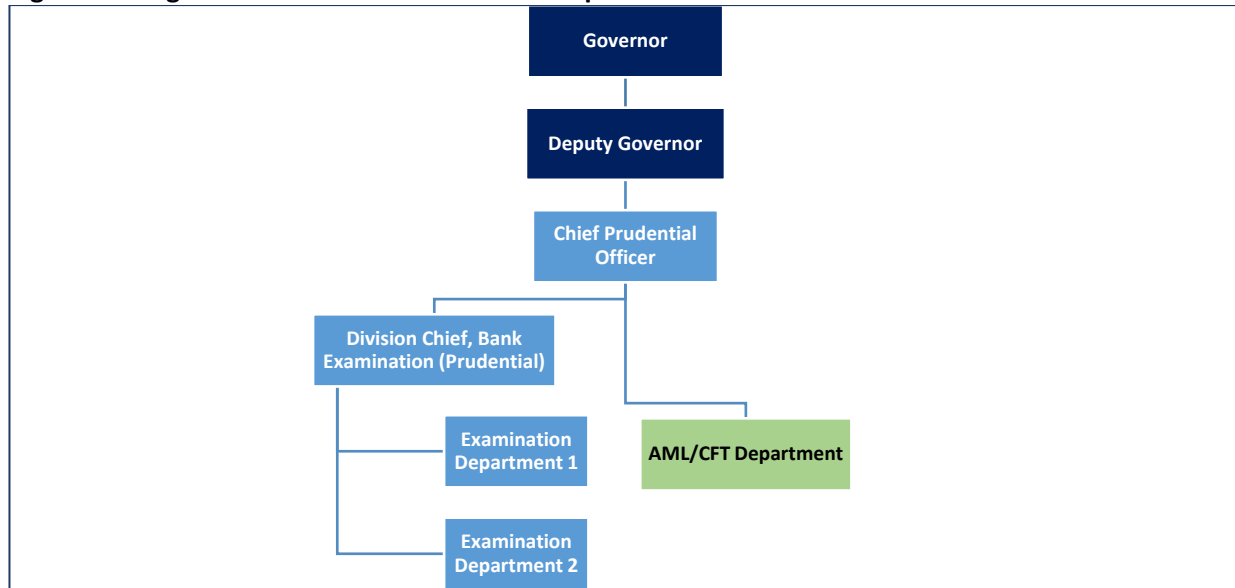 Governor
Deputy Governor
Chief Prudential
Officer
Division Chief, Bank
Examination (Prudential)
Examination
Department 1
AML/CFT Department
Examination
Department 2